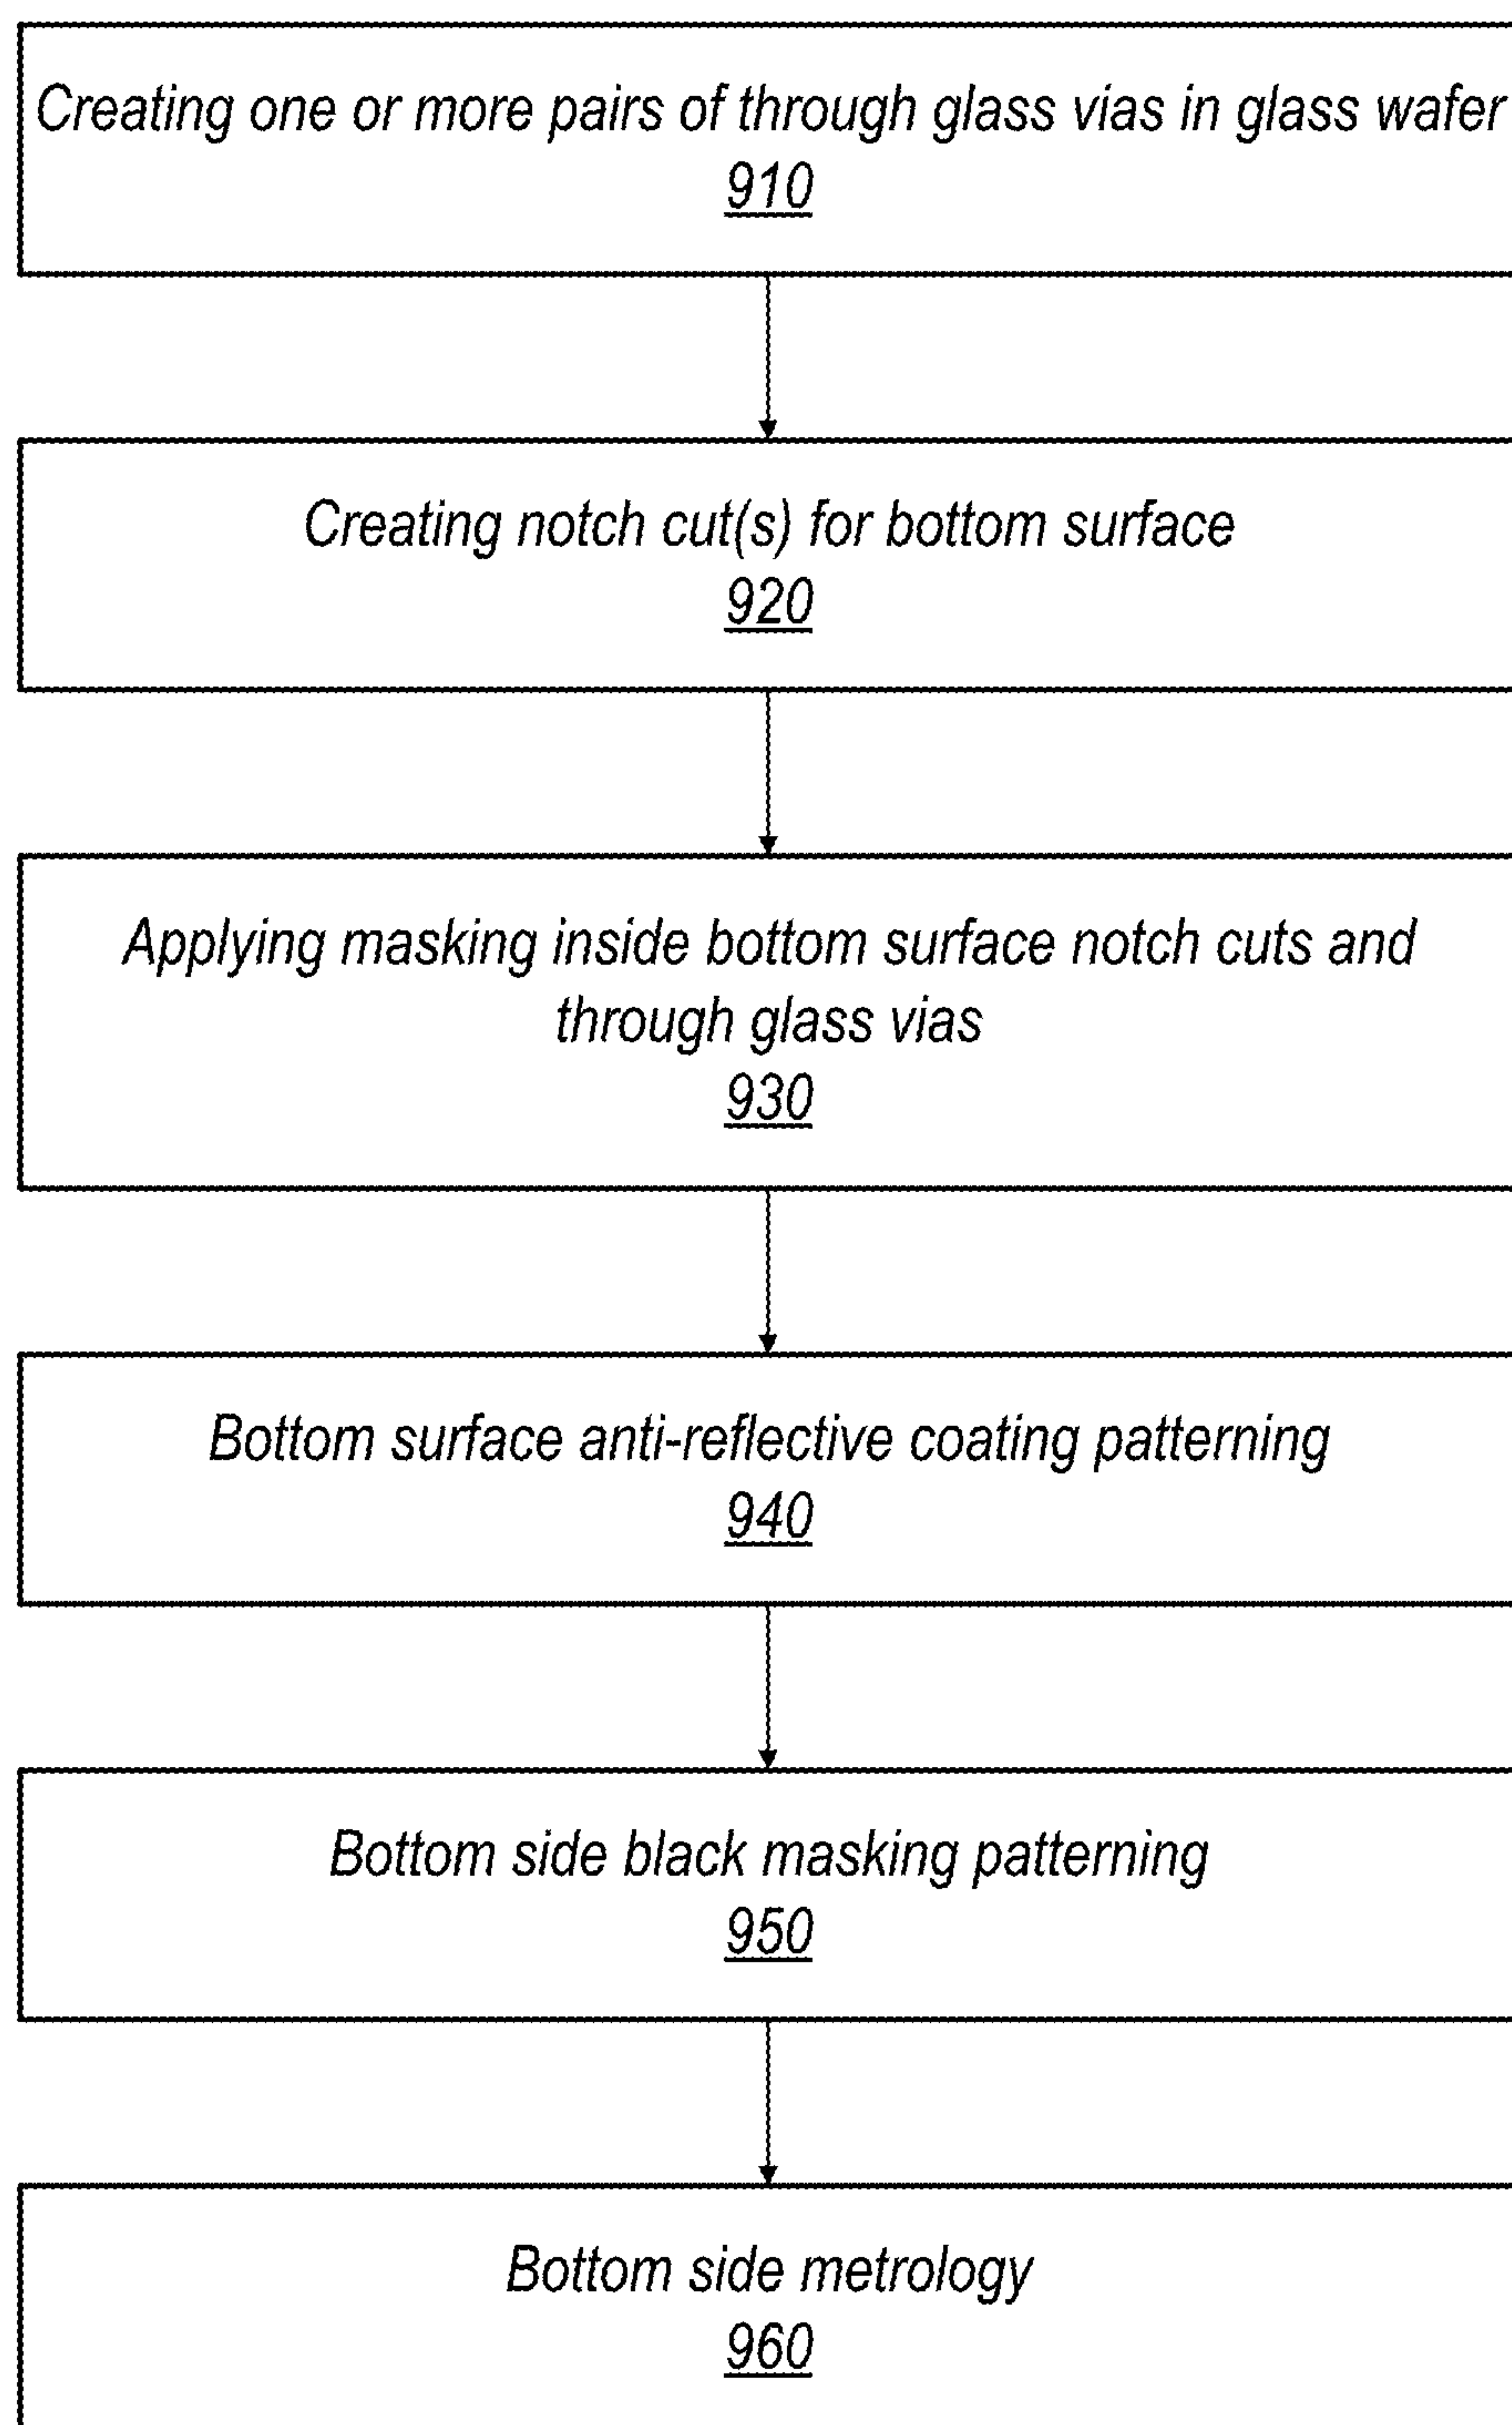 Creating one or more pairs of through glass vias in glass wafer
910
Creating notch cut(s) for bottom surface
920
Applying masking inside bottom surface notch cuts and
through glass vias
930
Bottom surface anti-reflective coating patterning
940
Bottom side black masking patterning
950
Bottom side metrology
960